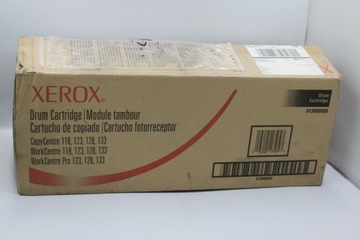 XEROX
Drum Cartridge | Module tambour
Cartucho de copiado | Cartucho fotorreceptor
CopyCentre 118, 123, 128, 133
WorkCentre 118, 123, 128, 133
WorkCentre Pro 123, 128, 133
Drum
Cartridge